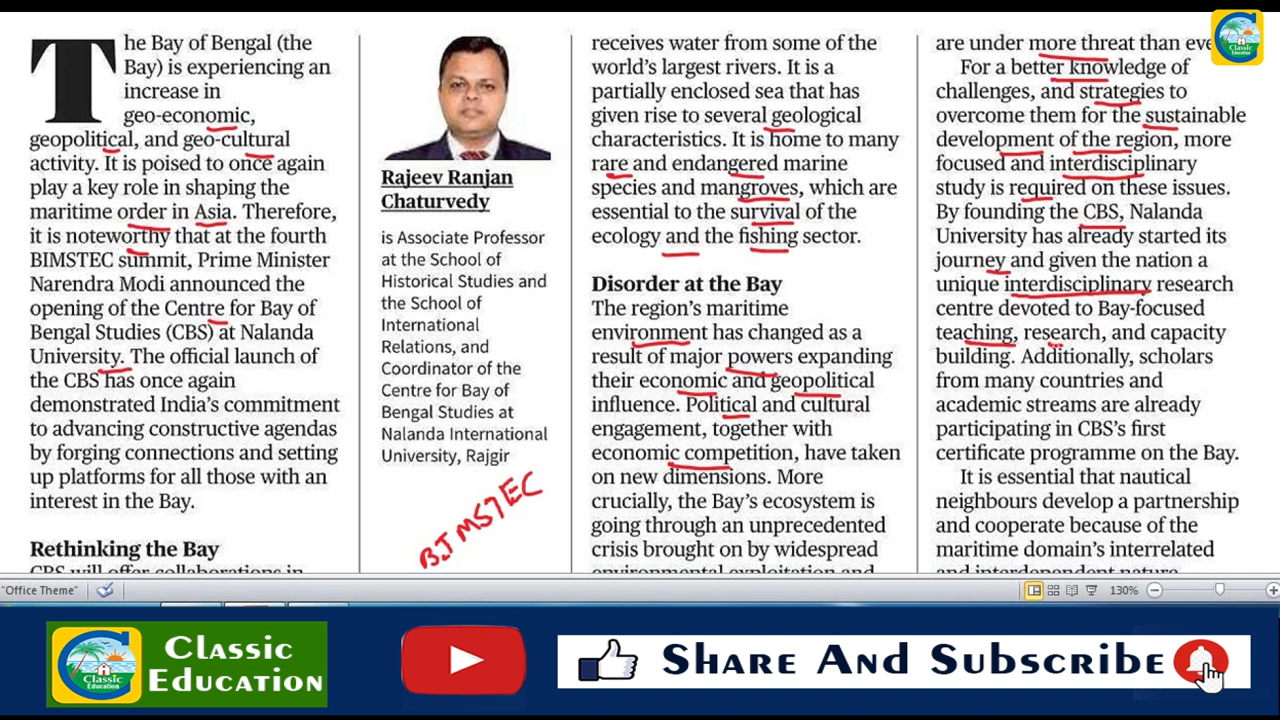 The Bay of Bengal (the
Bay) is experiencing an
increase in
geo-economic,
geopolitical, and geo-cultural
activity. It is poised to once again
play a key role in shaping the
maritime order in Asia. Therefore,
it is noteworthy that at the fourth
BIMSTEC summit, Prime Minister
Narendra Modi announced the
opening of the Centre for Bay of
Bengal Studies (CBS) at Nalanda
University. The official launch of
the CBS has once again
demonstrated India's commitment
to advancing constructive agendas
by forging connections and setting
up platforms for all those with an
interest in the Bay.
Rethinking the Bay
CBS will offer collaborations in
Rajeev Ranjan
Chaturvedy
is Associate Professor
at the School of
Historical Studies and
the School of
International
Relations, and
Coordinator of the
Centre for Bay of
Bengal Studies at
Nalanda International
University, Rajgir
BIMSTEC
receives water from some of the
world's largest rivers. It is a
partially enclosed sea that has
given rise to several geological
characteristics. It is home to many
rare and endangered marine
species and mangroves, which are
essential to the survival of the
ecology and the fishing sector.
Disorder at the Bay
The region's maritime
environment has changed as a
result of major powers expanding
their economic and geopolitical
influence. Political and cultural
engagement, together with
economic competition, have taken
on new dimensions. More
crucially, the Bay's ecosystem is
going through an unprecedented
crisis brought on by widespread
environmental exploitation and
are under more threat than
For a better knowledge of
challenges, and strategies to
overcome them for the sustainable
development of the region, more
focused and interdisciplinary
study is required on these issues.
By founding the CBS, Nalanda
University has already started its
journey and given the nation a
unique interdisciplinary research
centre devoted to Bay-focused
teaching, research, and capacity
building. Additionally, scholars
from many countries and
academic streams are already
participating in CBS's first
certificate programme on the Bay.
It is essential that nautical
neighbours develop a partnership
and cooperate because of the
maritime domain's interrelated
and interdependent nature
Classic
Education
"Office Theme"
130%
Classic
Education
Classic
Education
Share And Subscribe